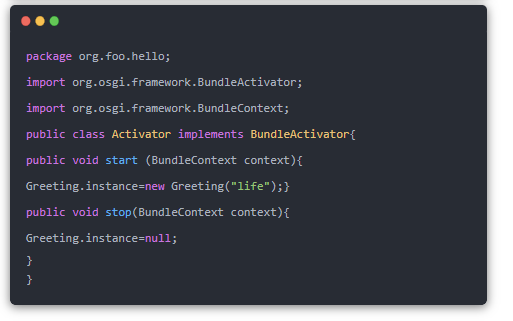 package org.foo.hello;
import org.osgi.framework.BundleActivator;
import org.osgi.framework.BundleContext;
public class Activator implements BundleActivator{
public void start (BundleContext context){
Greeting.instance=new Greeting("life");}
public void stop(BundleContext context){
Greeting.instance=null;
}
}